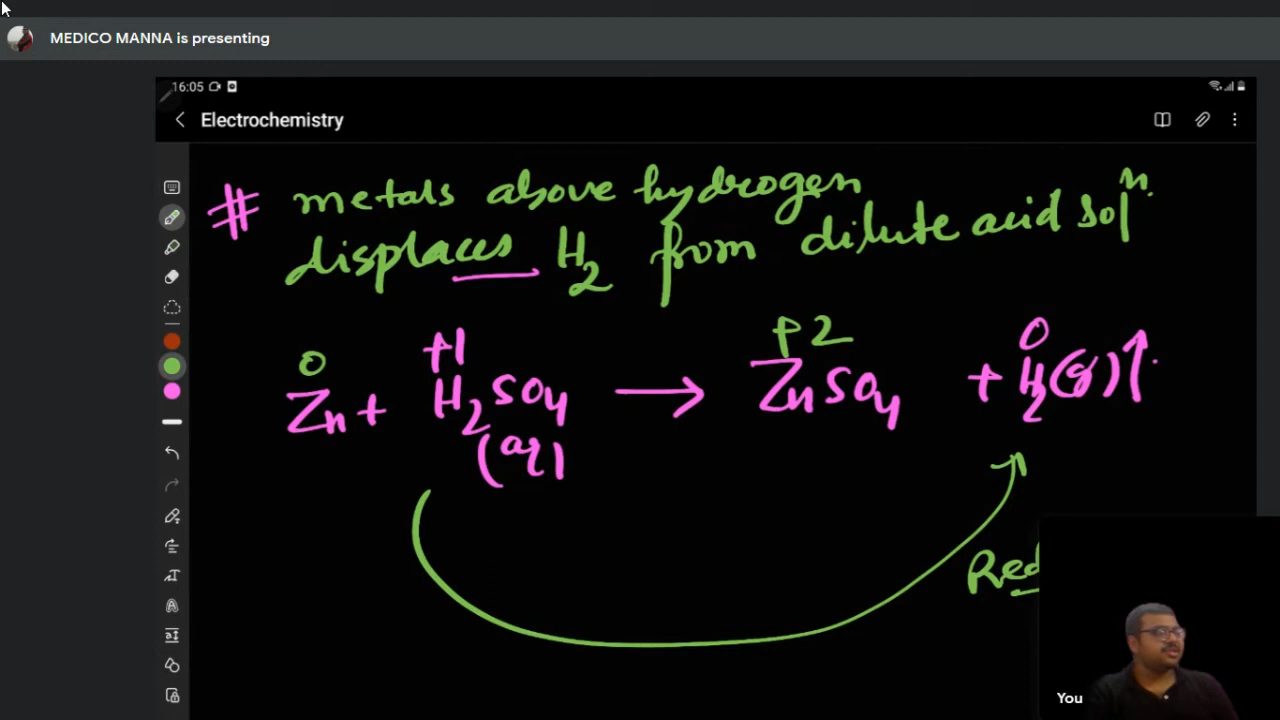 MEDICO MANNA is presenting
16:05
Electrochemistry
# metals above hydrogen
displaces H₂ from dilute acid solⁿ.
0 +1 +2 0
Zn + H₂SO₄ → ZnSO₄ + H₂(g)↑
(aq)
Red
You